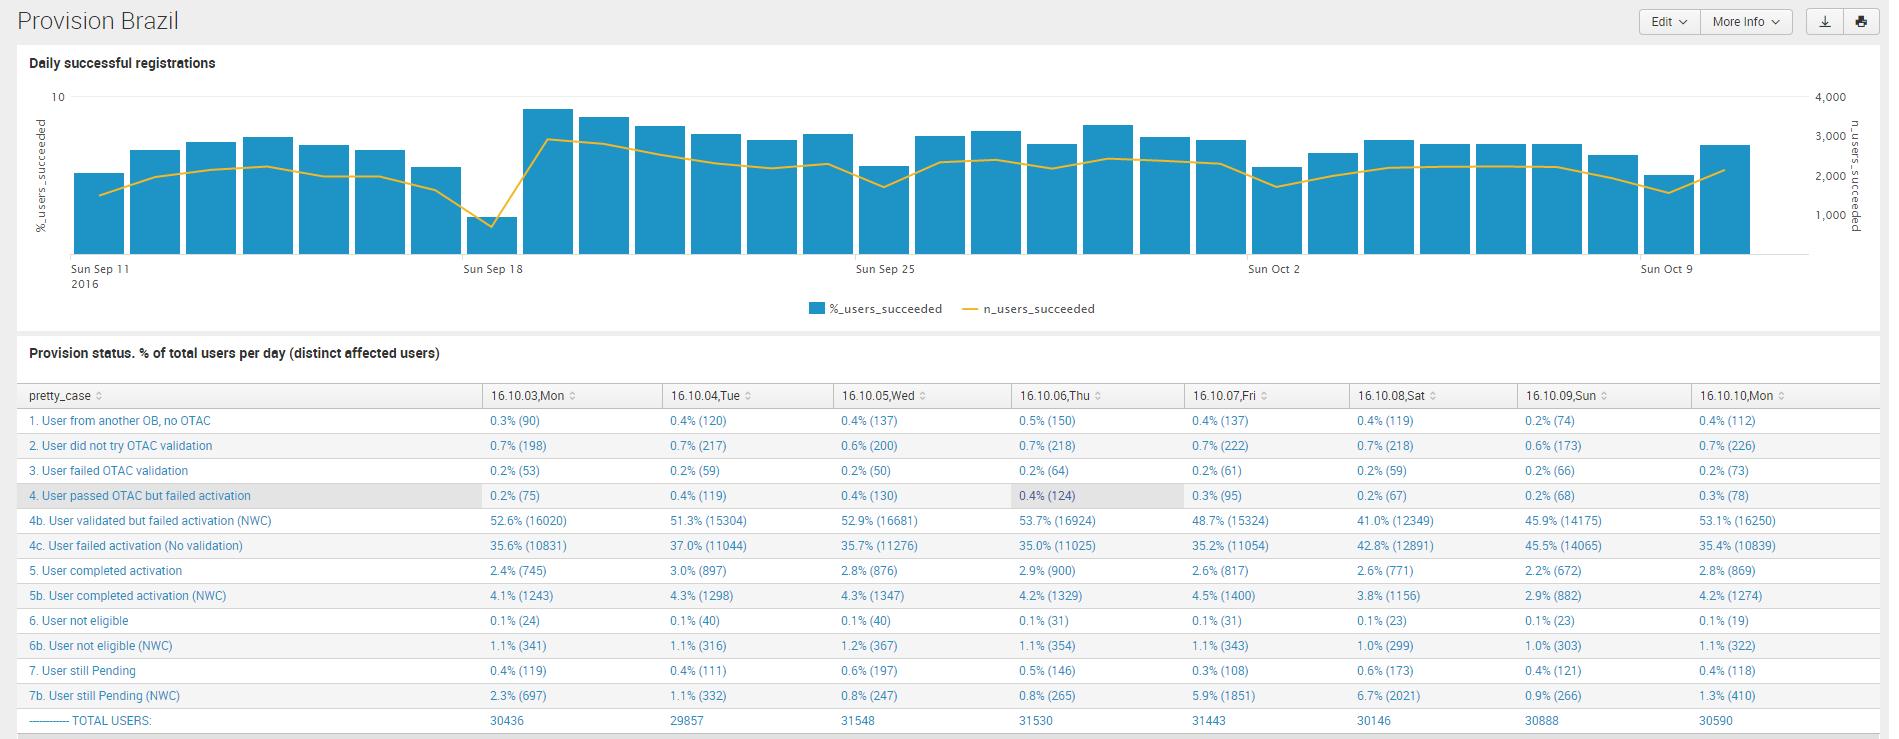 Provision Brazil
Edit More Info
Daily successful registrations
10
4,000
3,000
2,000
1,000
%_users_succeeded
n_users_succeeded
Sun Sep 11 Sun Sep 18 Sun Sep 25 Sun Oct 2 Sun Oct 9
2016
%_users_succeeded n_users_succeeded
Provision status. % of total users per day (distinct affected users)
pretty_case 16.10.03,Mon 16.10.04,Tue 16.10.05,Wed 16.10.06,Thu 16.10.07,Fri 16.10.08,Sat 16.10.09,Sun 16.10.10,Mon
1. User from another OB, no OTAC 0.3% (90) 0.4% (120) 0.4% (137) 0.5% (150) 0.4% (137) 0.4% (119) 0.2% (74) 0.4% (112)
2. User did not try OTAC validation 0.7% (198) 0.7% (217) 0.6% (200) 0.7% (218) 0.7% (222) 0.7% (218) 0.6% (173) 0.7% (226)
3. User failed OTAC validation 0.2% (53) 0.2% (59) 0.2% (50) 0.2% (64) 0.2% (61) 0.2% (59) 0.2% (66) 0.2% (73)
4. User passed OTAC but failed activation 0.2% (75) 0.4% (119) 0.4% (130) 0.4% (124) 0.3% (95) 0.2% (67) 0.2% (68) 0.3% (78)
4b. User validated but failed activation (NWC) 52.6% (16020) 51.3% (15304) 52.9% (16681) 53.7% (16924) 48.7% (15324) 41.0% (12349) 45.9% (14175) 53.1% (16250)
4c. User failed activation (No validation) 35.6% (10831) 37.0% (11044) 35.7% (11276) 35.0% (11025) 35.2% (11054) 42.8% (12891) 45.5% (14065) 35.4% (10839)
5. User completed activation 2.4% (745) 3.0% (897) 2.8% (876) 2.9% (900) 2.6% (817) 2.6% (771) 2.2% (672) 2.8% (869)
5b. User completed activation (NWC) 4.1% (1243) 4.3% (1298) 4.3% (1347) 4.2% (1329) 4.5% (1400) 3.8% (1156) 2.9% (882) 4.2% (1274)
6. User not eligible 0.1% (24) 0.1% (40) 0.1% (40) 0.1% (31) 0.1% (31) 0.1% (23) 0.1% (23) 0.1% (19)
6b. User not eligible (NWC) 1.1% (341) 1.1% (316) 1.2% (367) 1.1% (354) 1.1% (343) 1.0% (299) 1.0% (303) 1.1% (322)
7. User still Pending 0.4% (119) 0.4% (111) 0.6% (197) 0.5% (146) 0.3% (108) 0.6% (173) 0.4% (121) 0.4% (118)
7b. User still Pending (NWC) 2.3% (697) 1.1% (332) 0.8% (247) 0.8% (265) 5.9% (1851) 6.7% (2021) 0.9% (266) 1.3% (410)
------------ TOTAL USERS: 30436 29857 31548 31530 31443 30146 30888 30590